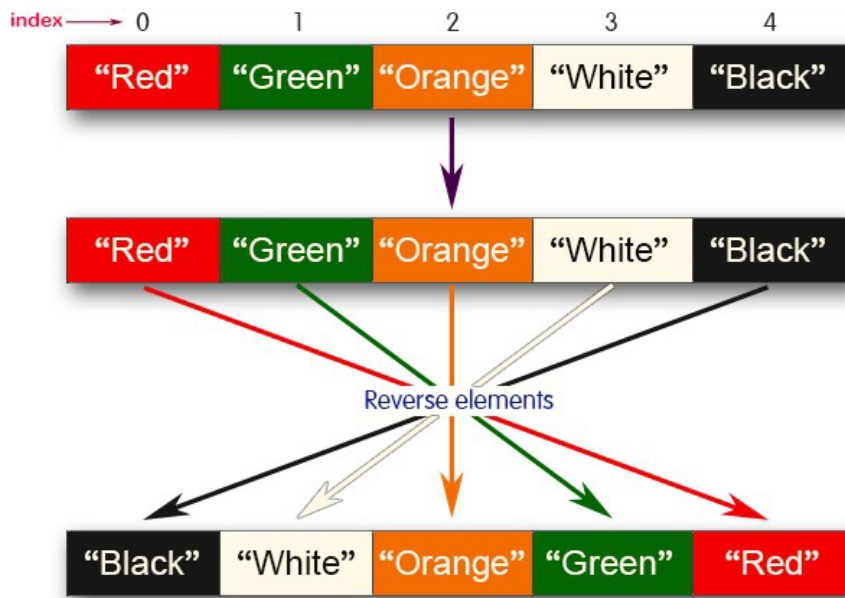 index 0 1 2 3 4
“Red” “Green” “Orange” “White” “Black”
“Red” “Green” “Orange” “White” “Black”
Reverse elements
“Black” “White” “Orange” “Green” “Red”